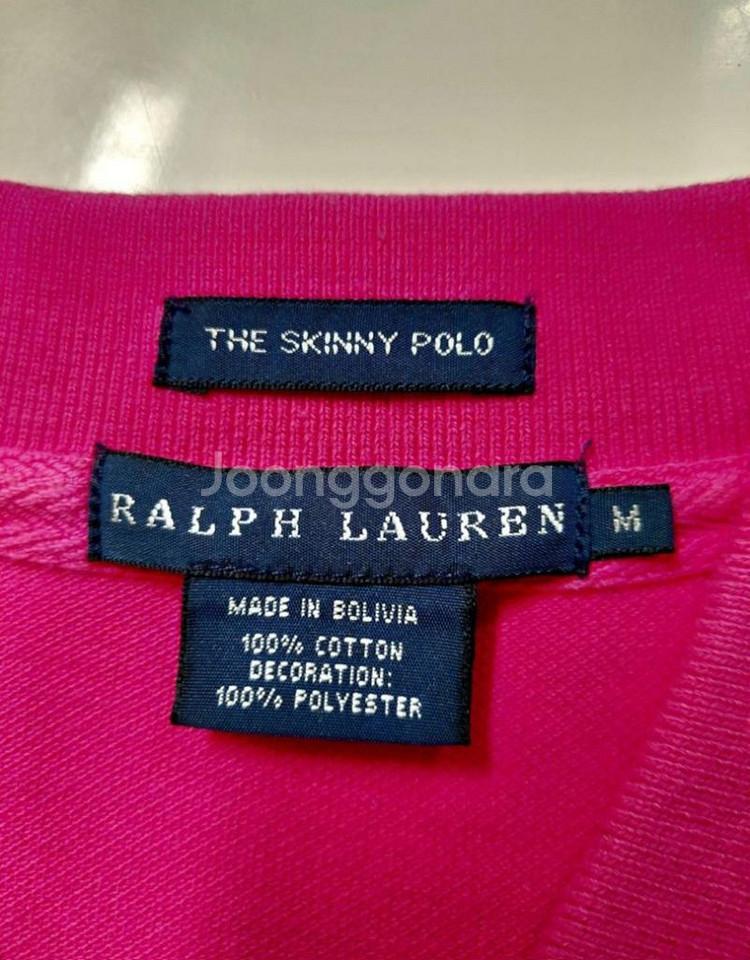 THE SKINNY POLO
Joonggonara
RALPH LAUREN
M
MADE IN BOLIVIA
100% COTTON
DECORATION:
100% POLYESTER